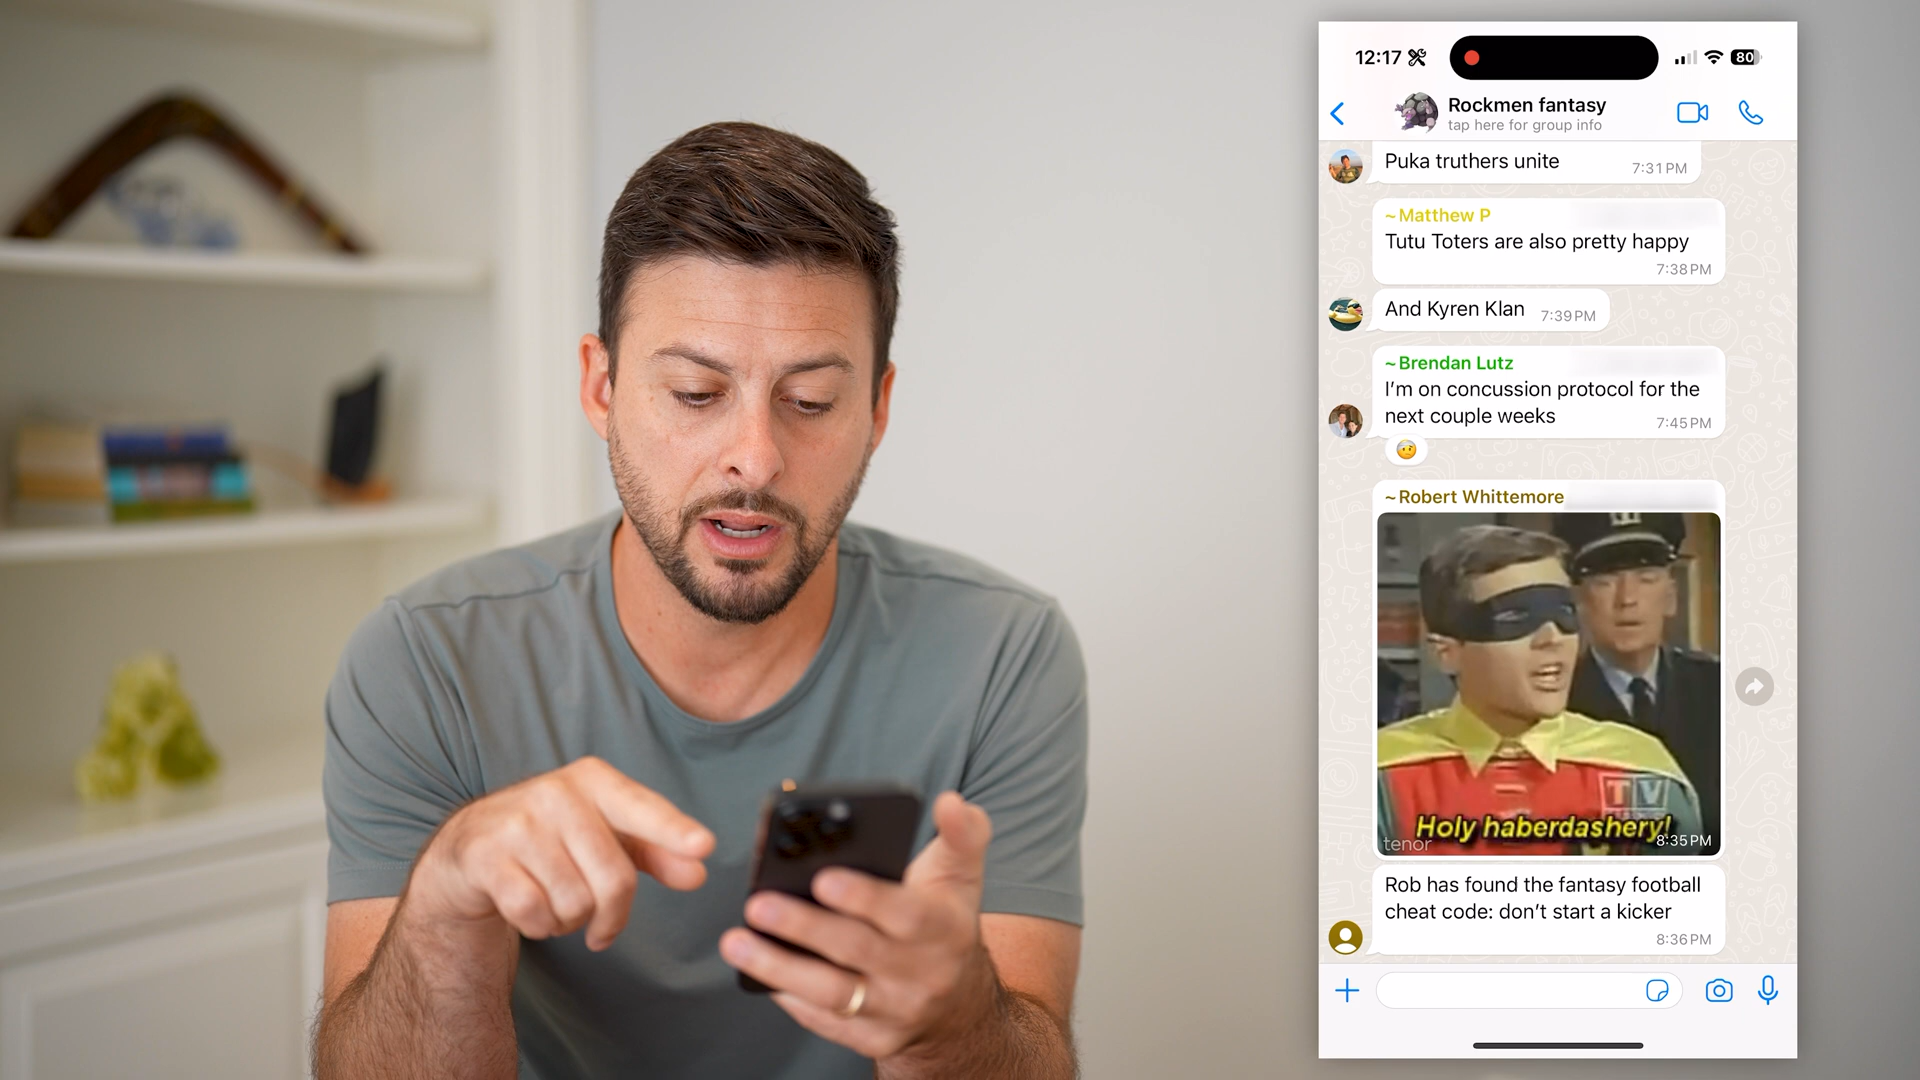 12:17
80
Rockmen fantasy
tap here for group info
Puka truthers unite
7:31 PM
~Matthew P
Tutu Toters are also pretty happy
7:38 PM
And Kyren Klan
7:39 PM
~Brendan Lutz
I’m on concussion protocol for the
next couple weeks
7:45 PM
~Robert Whittemore
TV
Holy haberdashery!
tenor
8:35 PM
Rob has found the fantasy football
cheat code: don’t start a kicker
8:36 PM